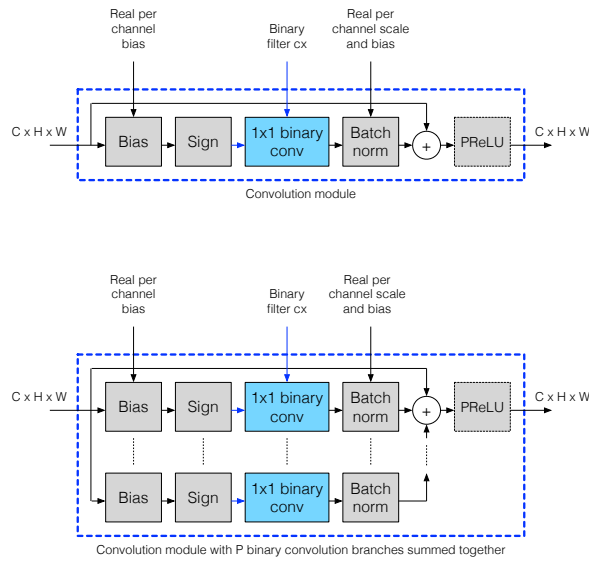 Real per
channel
bias
Binary
filter cx
Real per
channel scale
and bias
C x H x W
Bias
Sign
1x1 binary
conv
Batch
norm
+
PReLU
C x H x W
Convolution module
Real per
channel
bias
Binary
filter cx
Real per
channel scale
and bias
C x H x W
Bias
Sign
1x1 binary
conv
Batch
norm
+
PReLU
C x H x W
Bias
Sign
1x1 binary
conv
Batch
norm
Convolution module with P binary convolution branches summed together